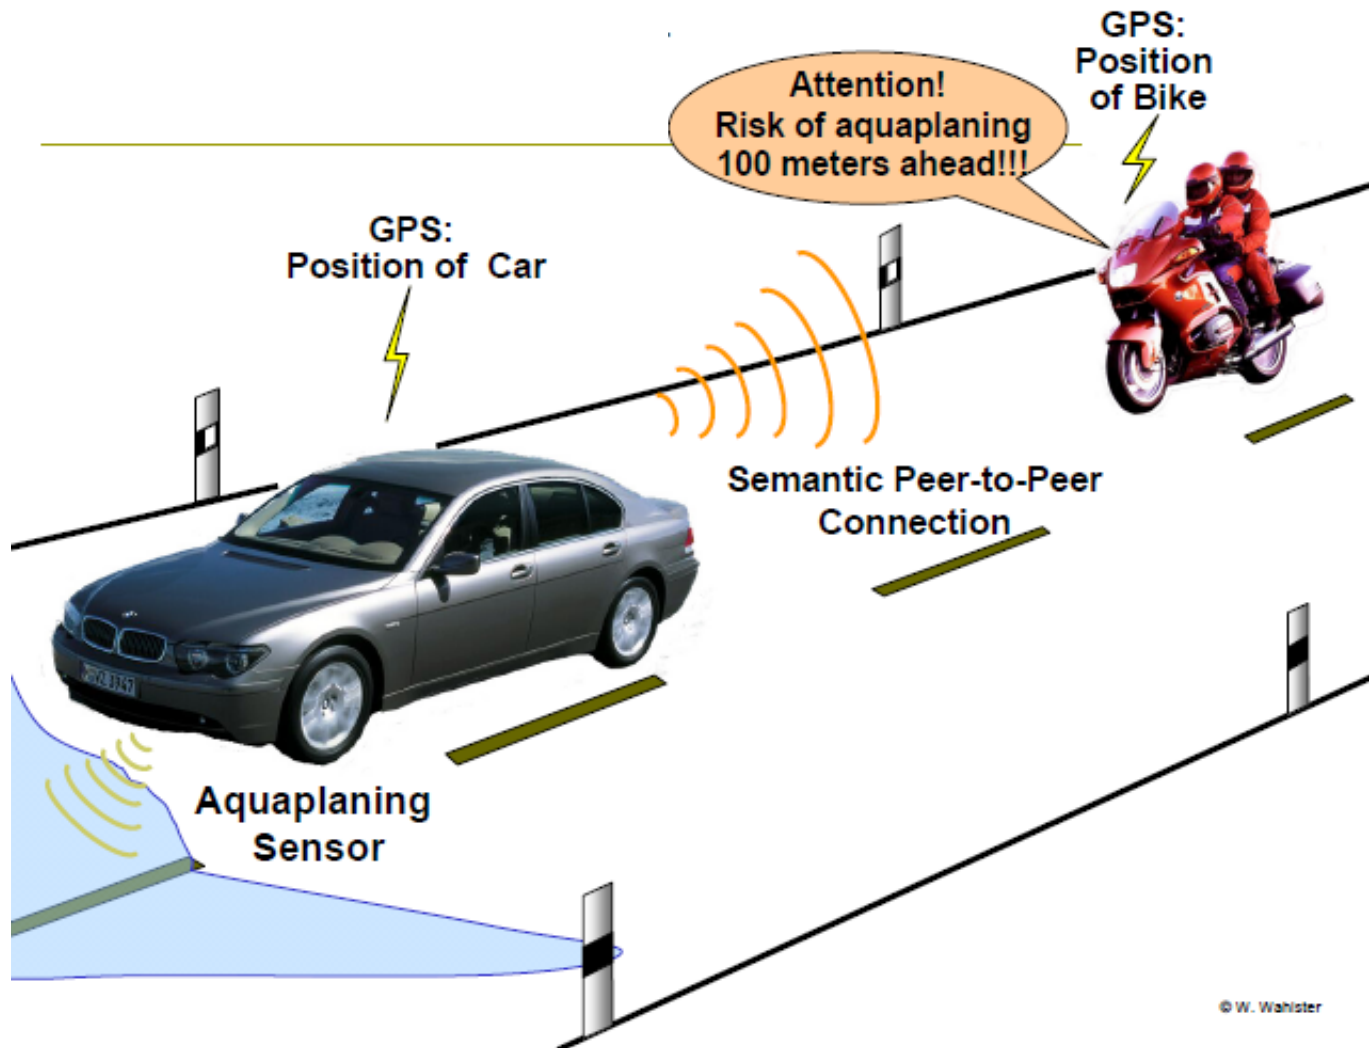 GPS:
Position
of Bike
Attention!
Risk of aquaplaning
100 meters ahead!!!
GPS:
Position of Car
Semantic Peer-to-Peer
Connection
Aquaplaning
Sensor
© W. Wahlster